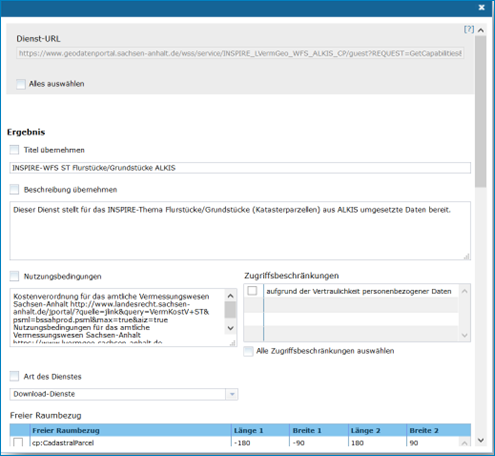 [?]
Dienst-URL
https://www.geodatenportal.sachsen-anhalt.de/wss/service/INSPIRE_LVermGeo_WFS_ALKIS_CP/guest?REQUEST=GetCapabilities&
Alles auswählen
Ergebnis
Titel übernehmen
INSPIRE-WFS ST Flurstücke/Grundstücke ALKIS
Beschreibung übernehmen
Dieser Dienst stellt für das INSPIRE-Thema Flurstücke/Grundstücke (Katasterparzellen) aus ALKIS umgesetzte Daten bereit.
Nutzungsbedingungen
Zugriffsbeschränkungen
Kostenverordnung für das amtliche Vermessungswesen
Sachsen-Anhalt http://www.landesrecht.sachsen-
anhalt.de/jportal/?quelle=jlink&query=VermKostV+ST&
psml=bssahprod.psml&max=true&aiz=true
Nutzungsbedingungen für das amtliche
Vermessungswesen Sachsen-Anhalt
https://www.lvermgeo.sachsen-anhalt.de
aufgrund der Vertraulichkeit personenbezogener Daten
Alle Zugriffsbeschränkungen auswählen
Art des Dienstes
Download-Dienste
Freier Raumbezug
Freier Raumbezug Länge 1 Breite 1 Länge 2 Breite 2
cp:CadastralParcel -180 -90 180 90